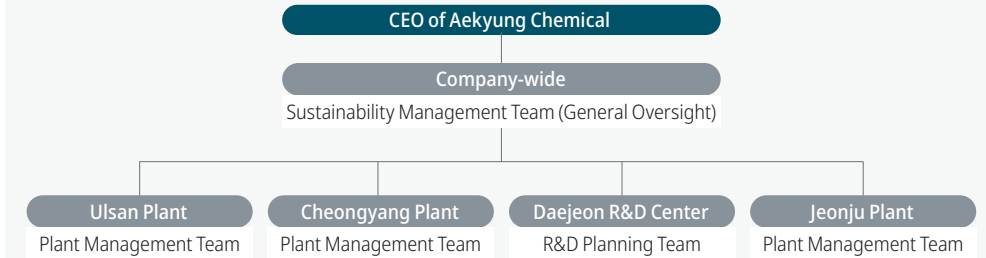 CEO of Aekyung Chemical
Company-wide
Sustainability Management Team (General Oversight)
Ulsan Plant
Plant Management Team
Cheongyang Plant
Plant Management Team
Daejeon R&D Center
R&D Planning Team
Jeonju Plant
Plant Management Team